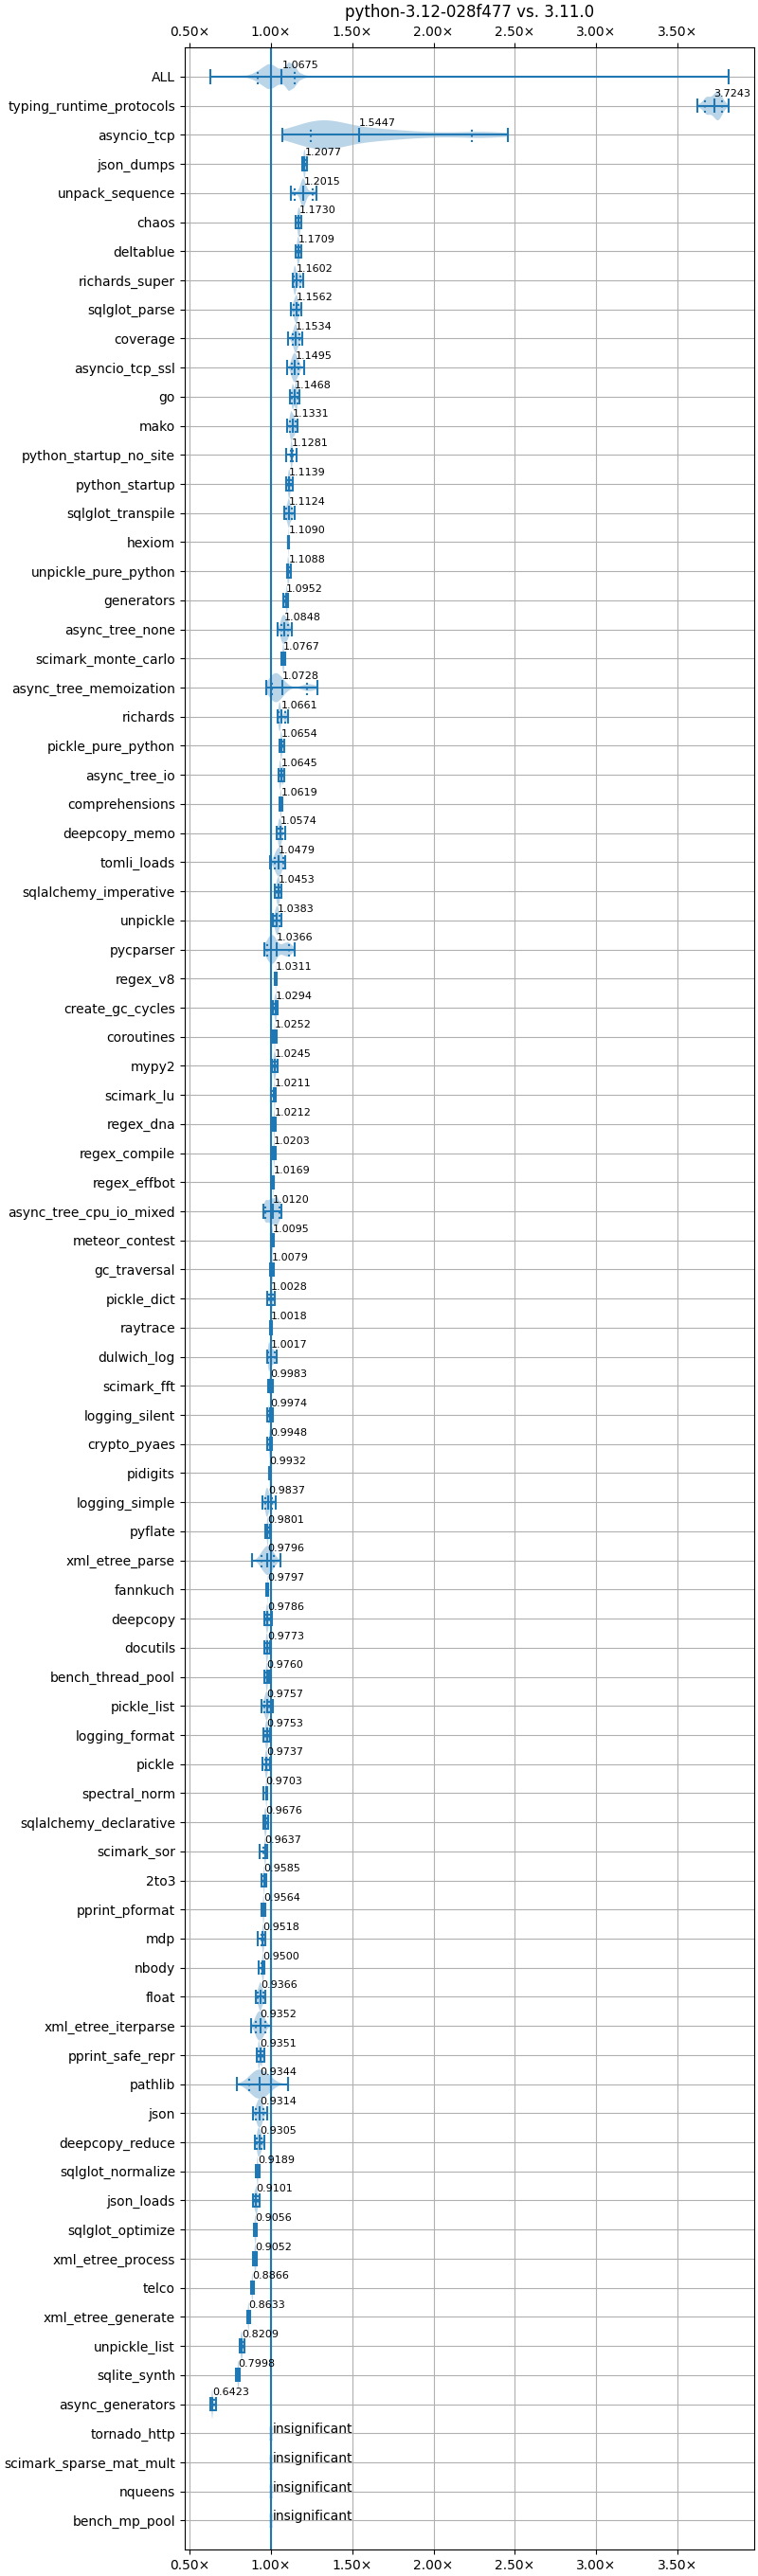 python-3.12-028f477 vs. 3.11.0
0.50× 1.00× 1.50× 2.00× 2.50× 3.00× 3.50×
ALL 1.0675
typing_runtime_protocols 3.7243
asyncio_tcp 1.5447
json_dumps 1.2077
unpack_sequence 1.2015
chaos 1.1730
deltablue 1.1709
richards_super 1.1602
sqlglot_parse 1.1562
coverage 1.1534
asyncio_tcp_ssl 1.1495
go 1.1468
mako 1.1331
python_startup_no_site 1.1281
python_startup 1.1139
sqlglot_transpile 1.1124
hexiom 1.1090
unpickle_pure_python 1.1088
generators 1.0952
async_tree_none 1.0848
scimark_monte_carlo 1.0767
async_tree_memoization 1.0728
richards 1.0661
pickle_pure_python 1.0654
async_tree_io 1.0645
comprehensions 1.0619
deepcopy_memo 1.0574
tomli_loads 1.0479
sqlalchemy_imperative 1.0453
unpickle 1.0383
pycparser 1.0366
regex_v8 1.0311
create_gc_cycles 1.0294
coroutines 1.0252
mypy2 1.0245
scimark_lu 1.0211
regex_dna 1.0212
regex_compile 1.0203
regex_effbot 1.0169
async_tree_cpu_io_mixed 1.0120
meteor_contest 1.0095
gc_traversal 1.0079
pickle_dict 1.0028
raytrace 1.0018
dulwich_log 1.0017
scimark_fft 0.9983
logging_silent 0.9974
crypto_pyaes 0.9948
pidigits 0.9932
logging_simple 0.9837
pyflate 0.9801
xml_etree_parse 0.9796
fannkuch 0.9797
deepcopy 0.9786
docutils 0.9773
bench_thread_pool 0.9760
pickle_list 0.9757
logging_format 0.9753
pickle 0.9737
spectral_norm 0.9703
sqlalchemy_declarative 0.9676
scimark_sor 0.9637
2to3 0.9585
pprint_pformat 0.9564
mdp 0.9518
nbody 0.9500
float 0.9366
xml_etree_iterparse 0.9352
pprint_safe_repr 0.9351
pathlib 0.9344
json 0.9314
deepcopy_reduce 0.9305
sqlglot_normalize 0.9189
json_loads 0.9101
sqlglot_optimize 0.9056
xml_etree_process 0.9052
telco 0.8866
xml_etree_generate 0.8633
unpickle_list 0.8209
sqlite_synth 0.7998
async_generators 0.6423
tornado_http insignificant
scimark_sparse_mat_mult insignificant
nqueens insignificant
bench_mp_pool insignificant
0.50× 1.00× 1.50× 2.00× 2.50× 3.00× 3.50×